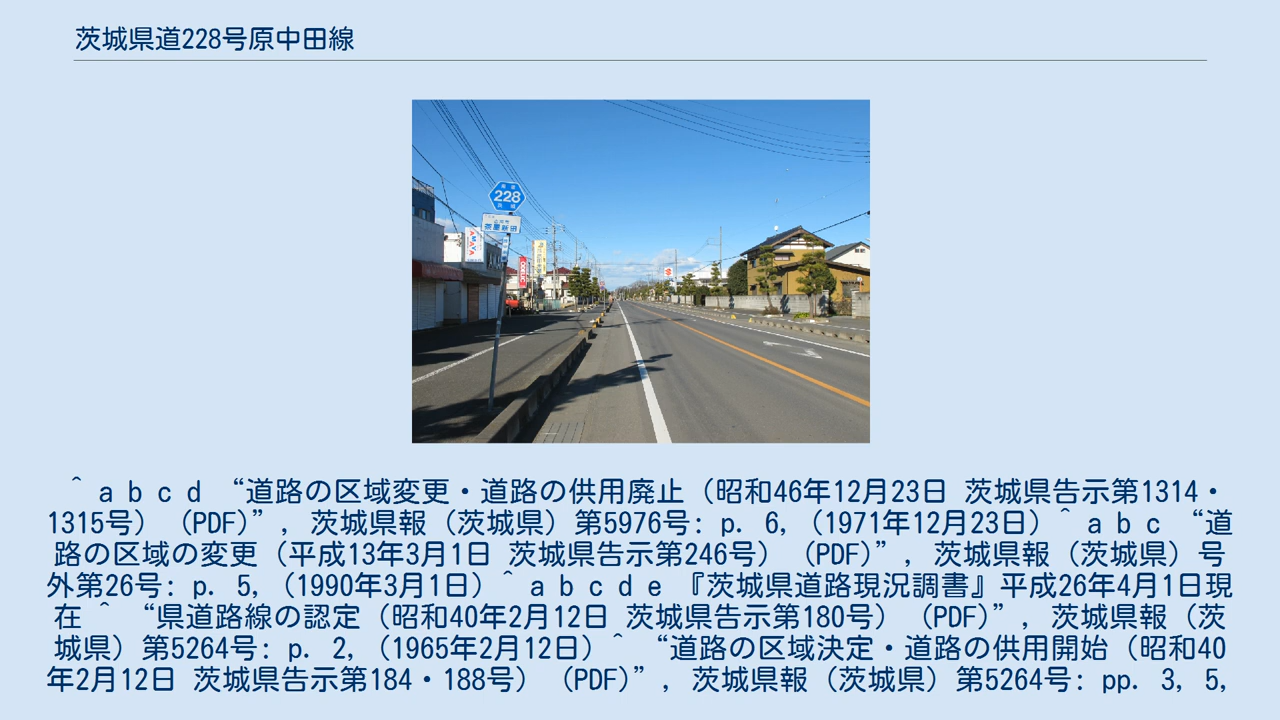 茨城県道228号原中田線
228
茨城
ˆ a b c d “道路の区域変更・道路の供用廃止（昭和46年12月23日 茨城県告示第1314・
1315号）（PDF）”, 茨城県報（茨城県）第5976号: p. 6, （1971年12月23日）ˆ a b c “道
路の区域の変更（平成13年3月1日 茨城県告示第246号）（PDF）”, 茨城県報（茨城県）号
外第26号: p. 5, （1990年3月1日）ˆ a b c d e 『茨城県道路現況調書』平成26年4月1日現
在 ˆ “県道路線の認定（昭和40年2月12日 茨城県告示第180号）（PDF）”, 茨城県報（茨
城県）第5264号: p. 2, （1965年2月12日）ˆ “道路の区域決定・道路の供用開始（昭和40
年2月12日 茨城県告示第184・188号）（PDF）”, 茨城県報（茨城県）第5264号: pp. 3, 5,